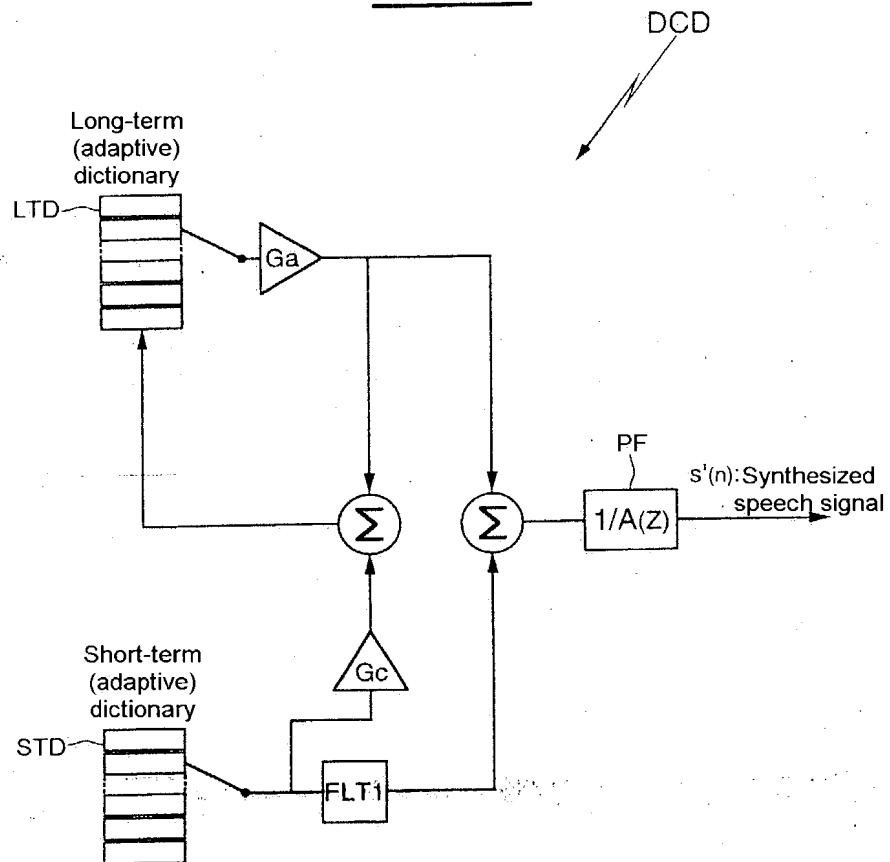 DCD
Long-term
(adaptive)
dictionary
LTD
Ga
PF
s'(n):Synthesized
speech signal
Σ
Σ
1/A(Z)
Gc
Short-term
(adaptive)
dictionary
STD
FLT1